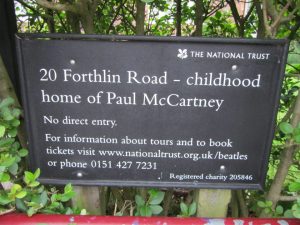 THE NATIONAL TRUST
20 Forthlin Road – childhood
home of Paul McCartney
No direct entry.
For information about tours and to book
tickets visit www.nationaltrust.org.uk/beatles
or phone 0151 427 7231
Registered charity 205846